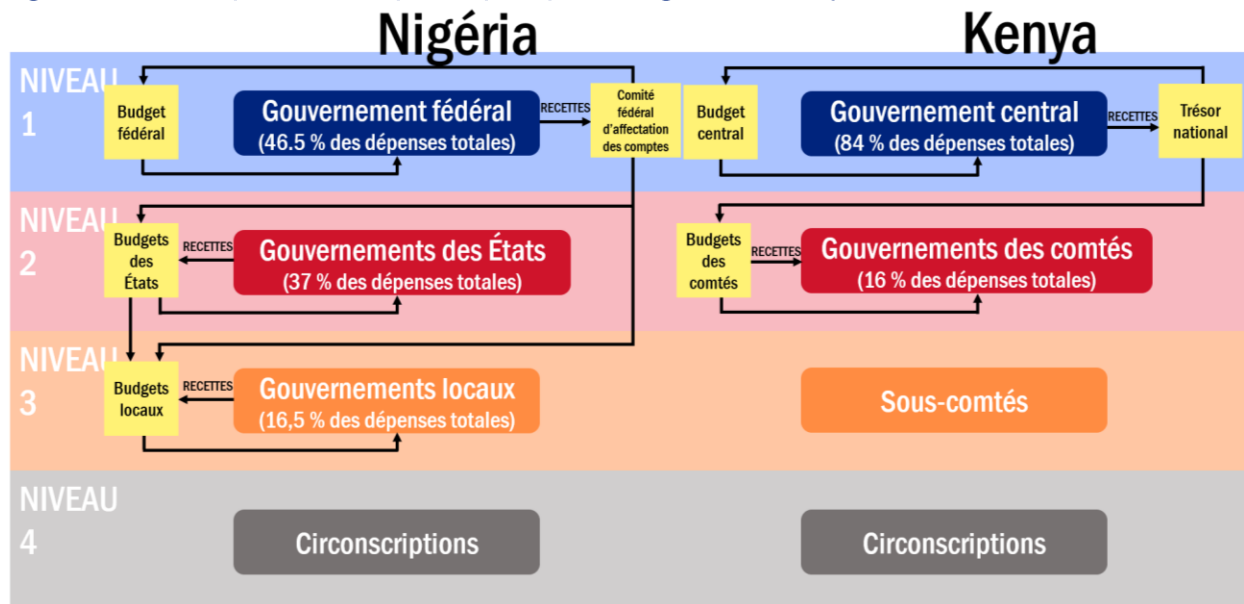 Nigéria
Kenya
NIVEAU
1
Budget
fédéral
Gouvernement fédéral
(46.5 % des dépenses totales)
RECETTES
Comité
fédéral
d'affectation
des comptes
Budget
central
Gouvernement central
(84 % des dépenses totales)
RECETTES
Trésor
national
NIVEAU
2
Budgets
des
États
RECETTES
Gouvernements des États
(37 % des dépenses totales)
Budgets
des
comtés
RECETTES
Gouvernements des comtés
(16 % des dépenses totales)
NIVEAU
3
Budgets
locaux
RECETTES
Gouvernements locaux
(16,5 % des dépenses totales)
Sous-comtés
NIVEAU
4
Circonscriptions
Circonscriptions